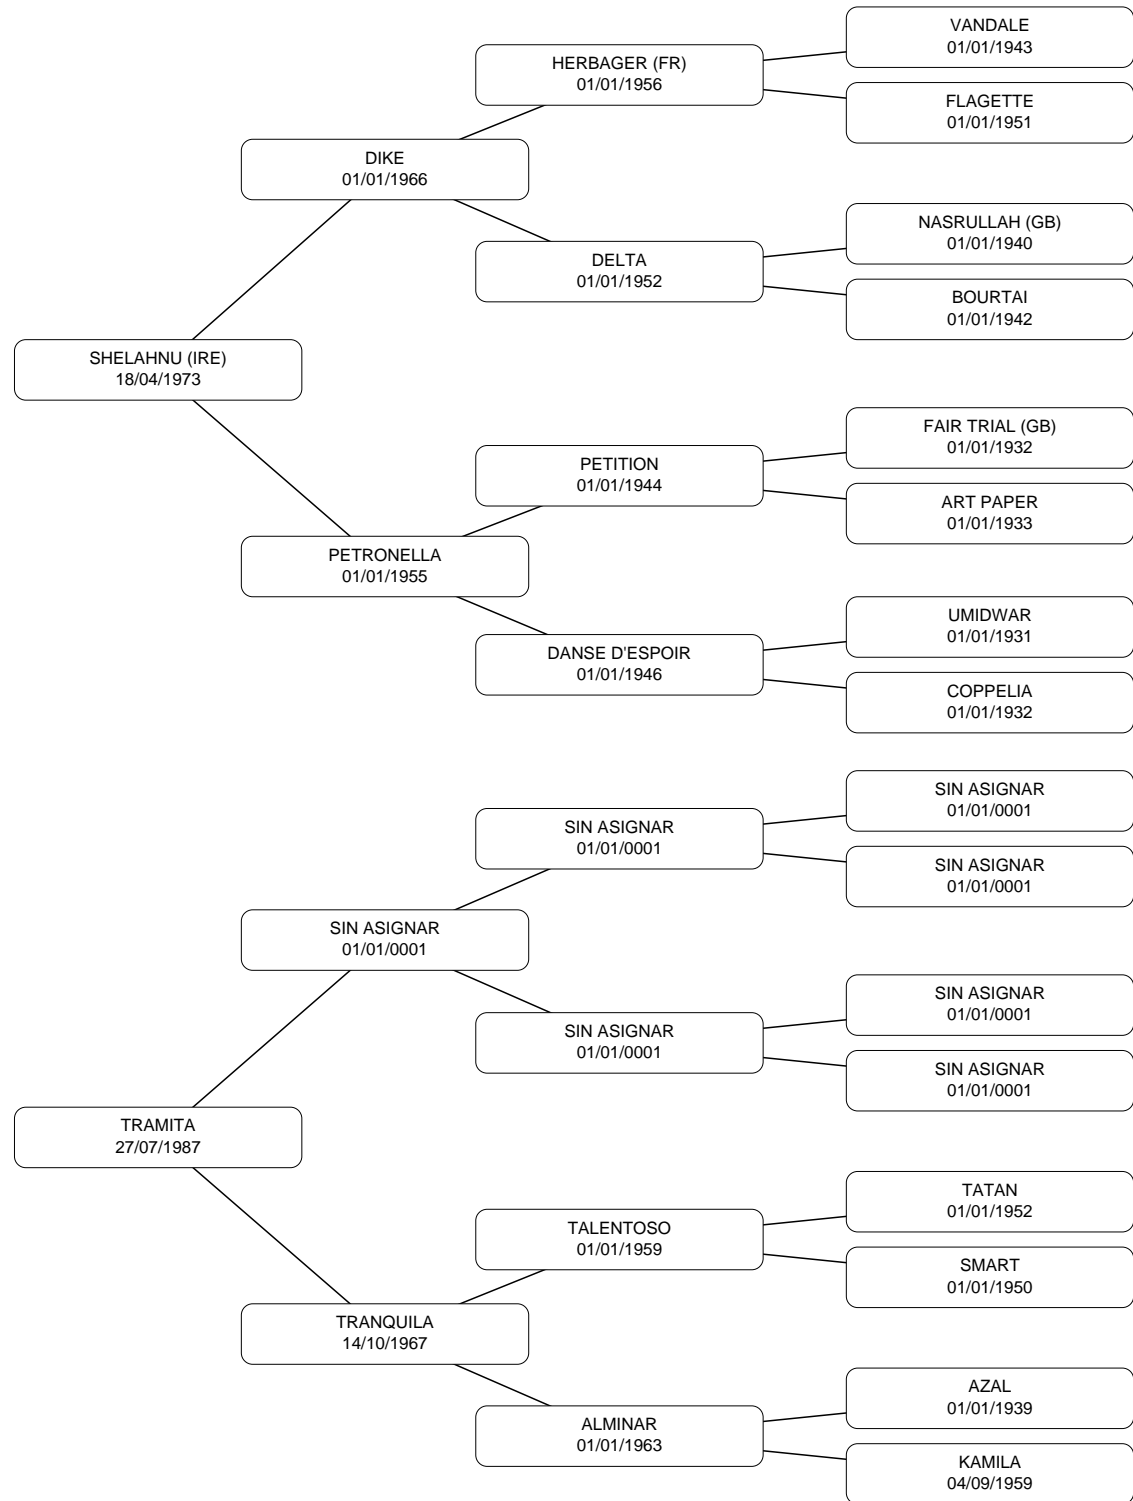 VANDALE
01/01/1943
HERBAGER (FR)
01/01/1956
FLAGETTE
01/01/1951
DIKE
01/01/1966
NASRULLAH (GB)
01/01/1940
DELTA
01/01/1952
BOURTAI
01/01/1942
SHELAHNU (IRE)
18/04/1973
FAIR TRIAL (GB)
01/01/1932
PETITION
01/01/1944
ART PAPER
01/01/1933
PETRONELLA
01/01/1955
UMIDWAR
01/01/1931
DANSE D'ESPOIR
01/01/1946
COPPELIA
01/01/1932
SIN ASIGNAR
01/01/0001
SIN ASIGNAR
01/01/0001
SIN ASIGNAR
01/01/0001
SIN ASIGNAR
01/01/0001
SIN ASIGNAR
01/01/0001
SIN ASIGNAR
01/01/0001
SIN ASIGNAR
01/01/0001
TRAMITA
27/07/1987
TATAN
01/01/1952
TALENTOSO
01/01/1959
SMART
01/01/1950
TRANQUILA
14/10/1967
AZAL
01/01/1939
ALMINAR
01/01/1963
KAMILA
04/09/1959